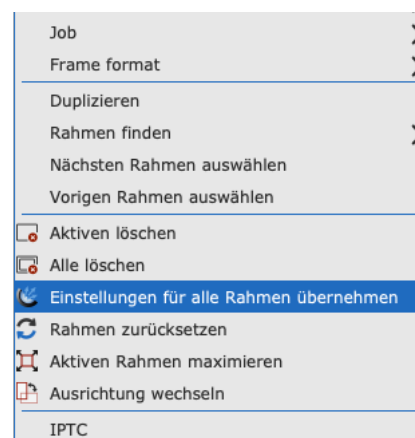 Job
Frame format
Duplizieren
Rahmen finden
Nächsten Rahmen auswählen
Vorigen Rahmen auswählen
Aktiven löschen
Alle löschen
Einstellungen für alle Rahmen übernehmen
Rahmen zurücksetzen
Aktiven Rahmen maximieren
Ausrichtung wechseln
IPTC